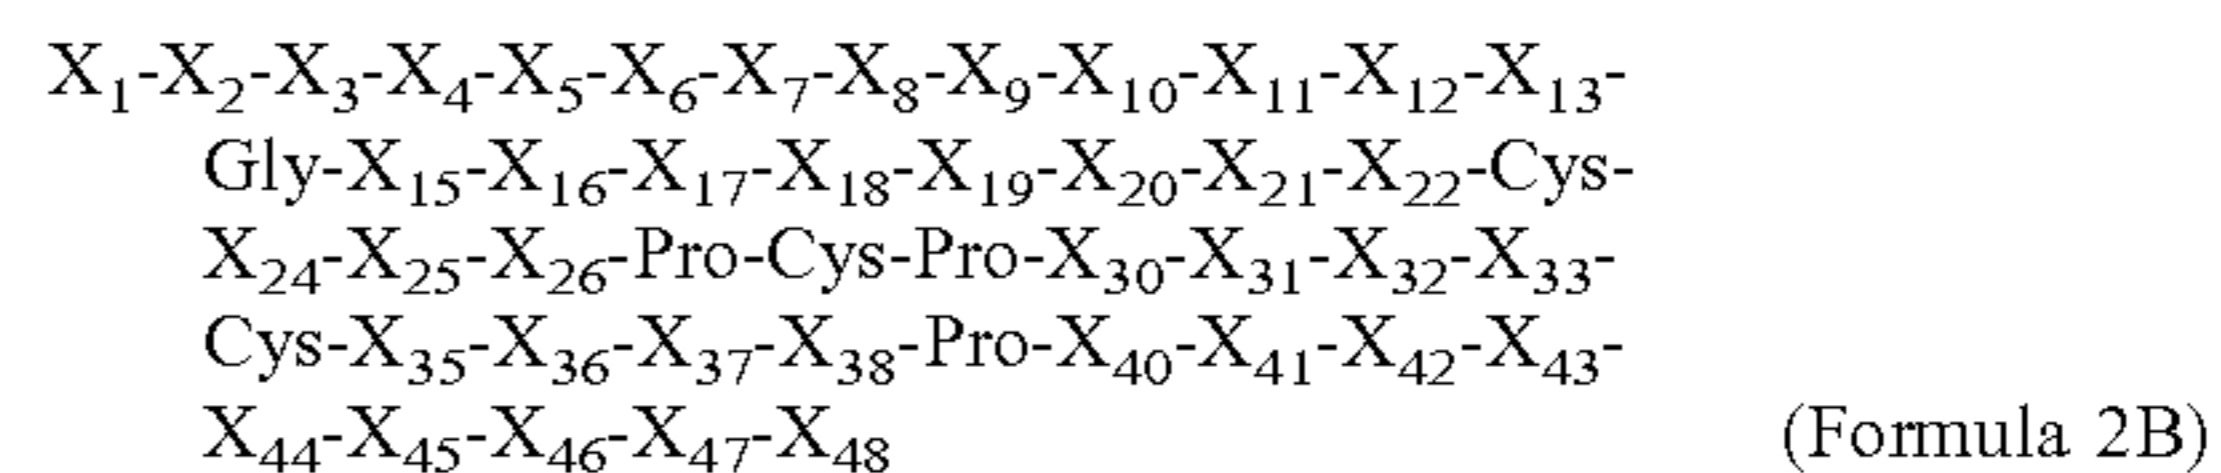 X₁-X₂-X₃-X₄-X₅-X₆-X₇-X₈-X₉-X₁₀-X₁₁-X₁₂-X₁₃-
Gly-X₁₅-X₁₆-X₁₇-X₁₈-X₁₉-X₂₀-X₂₁-X₂₂-Cys-
X₂₄-X₂₅-X₂₆-Pro-Cys-Pro-X₃₀-X₃₁-X₃₂-X₃₃-
Cys-X₃₅-X₃₆-X₃₇-X₃₈-Pro-X₄₀-X₄₁-X₄₂-X₄₃-
X₄₄-X₄₅-X₄₆-X₄₇-X₄₈ (Formula 2B)